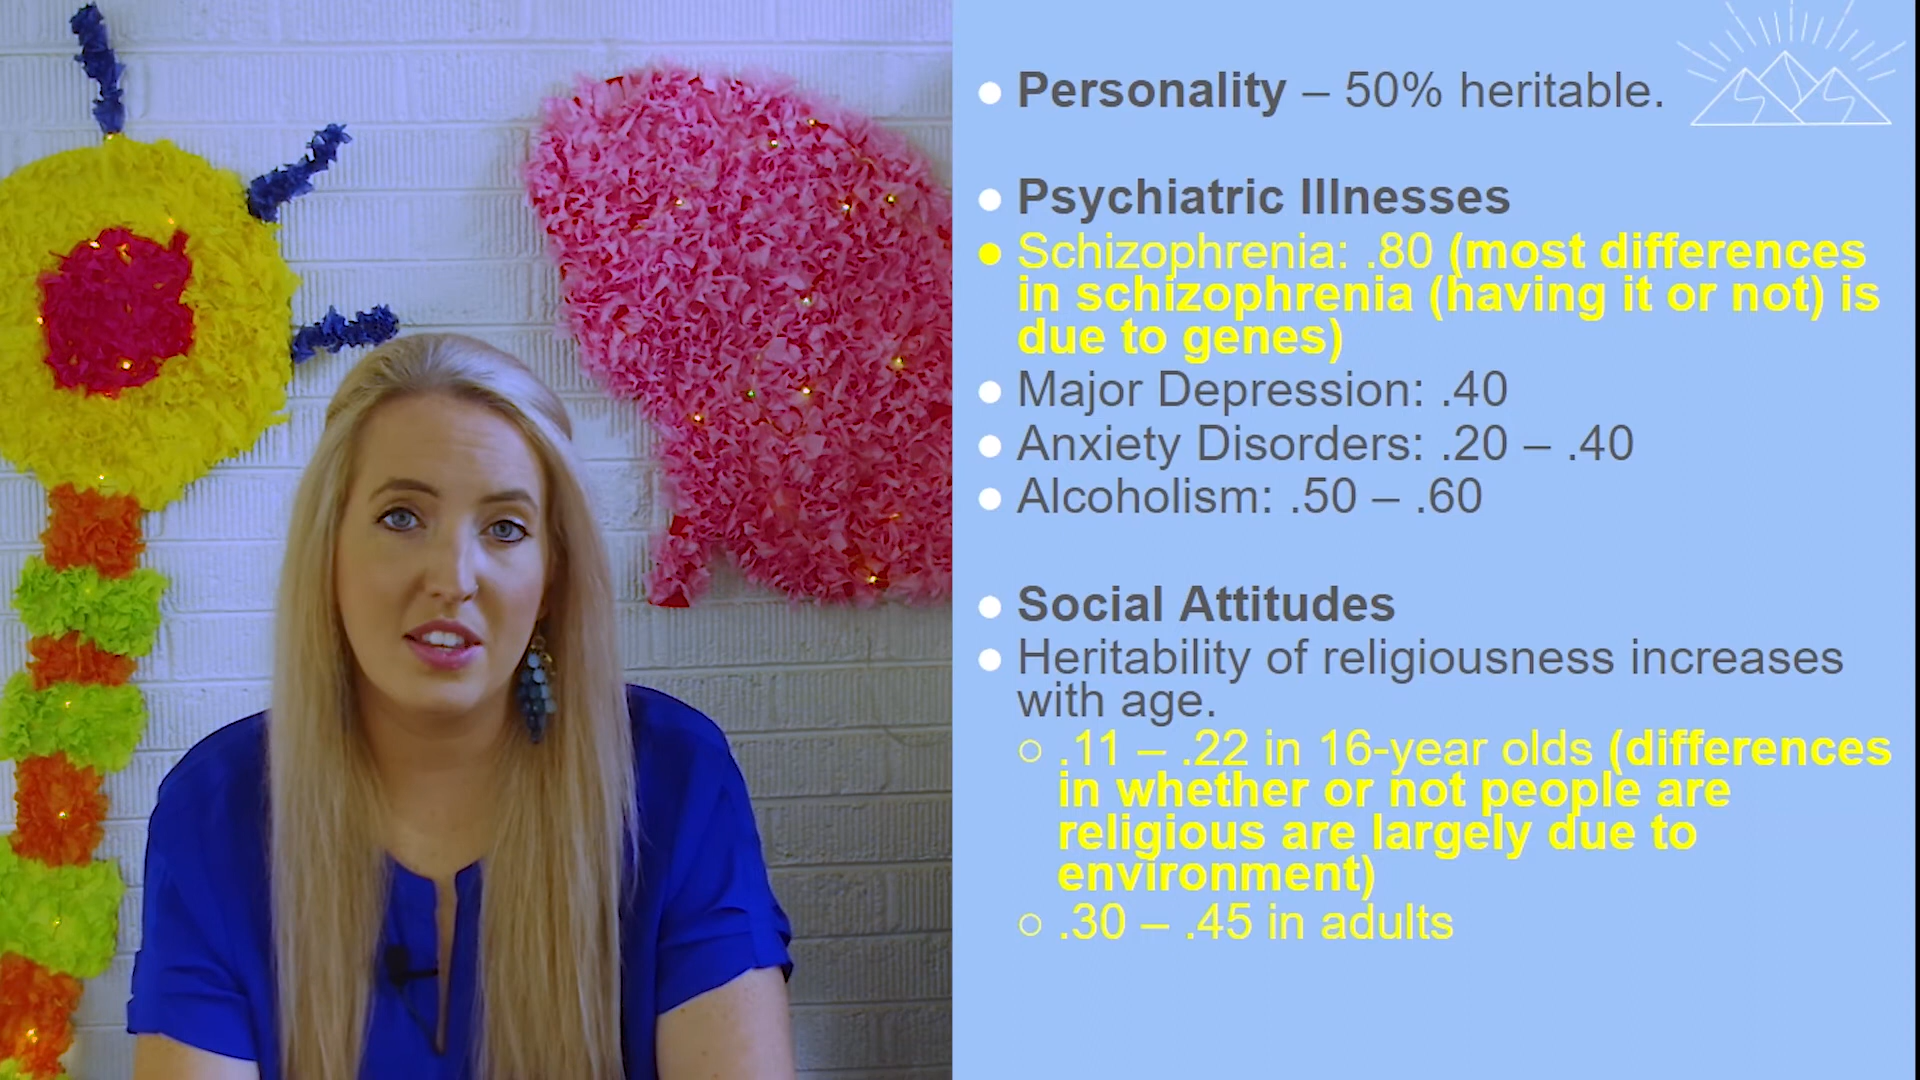 Personality – 50% heritable.
Psychiatric Illnesses
Schizophrenia: .80 (most differences
in schizophrenia (having it or not) is
due to genes)
Major Depression: .40
Anxiety Disorders: .20 – .40
Alcoholism: .50 – .60
Social Attitudes
Heritability of religiousness increases
with age.
.11 – .22 in 16-year olds (differences
in whether or not people are
religious are largely due to
environment)
.30 – .45 in adults